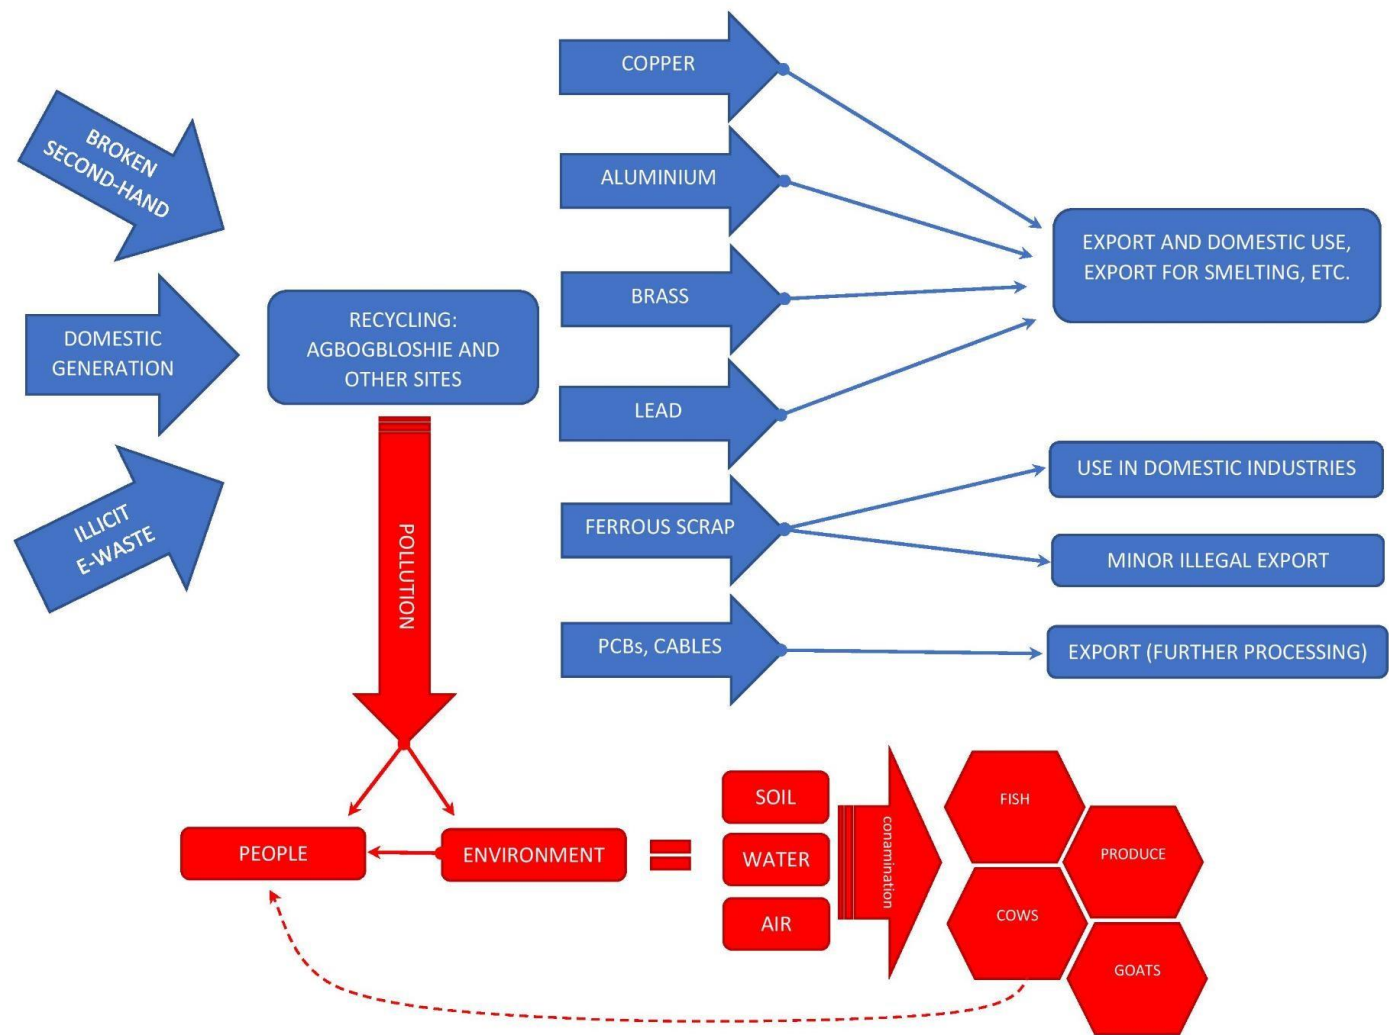 BROKEN
SECOND-HAND
DOMESTIC
GENERATION
ILLICIT
E-WASTE
RECYCLING:
AGBOGBLOSHIE AND
OTHER SITES
COPPER
ALUMINIUM
BRASS
LEAD
FERROUS SCRAP
PCBs, CABLES
EXPORT AND DOMESTIC USE,
EXPORT FOR SMELTING, ETC.
USE IN DOMESTIC INDUSTRIES
MINOR ILLEGAL EXPORT
EXPORT (FURTHER PROCESSING)
POLLUTION
PEOPLE
ENVIRONMENT
SOIL
WATER
AIR
conamination
FISH
PRODUCE
COWS
GOATS